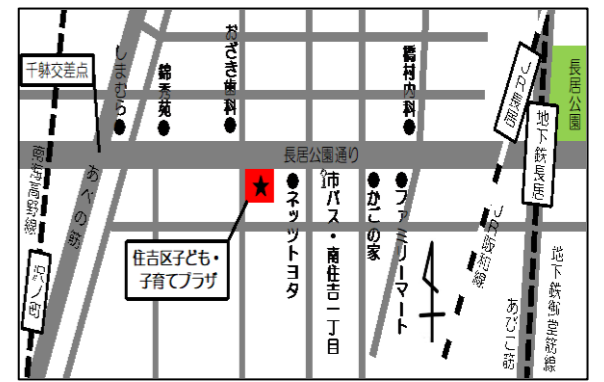 千躰交差点
しまむら
錦秀苑
おざき歯科
橋村内科
JR長居
地下鉄長居
長居公園
長居公園通り
南海高野線
あべの筋
沢ノ町
住吉区子ども・
子育てプラザ
ネッツトヨタ
市バス・南住吉一丁目
かごの家
ファミリーマート
JR阪和線
あびこ筋
地下鉄御堂筋線